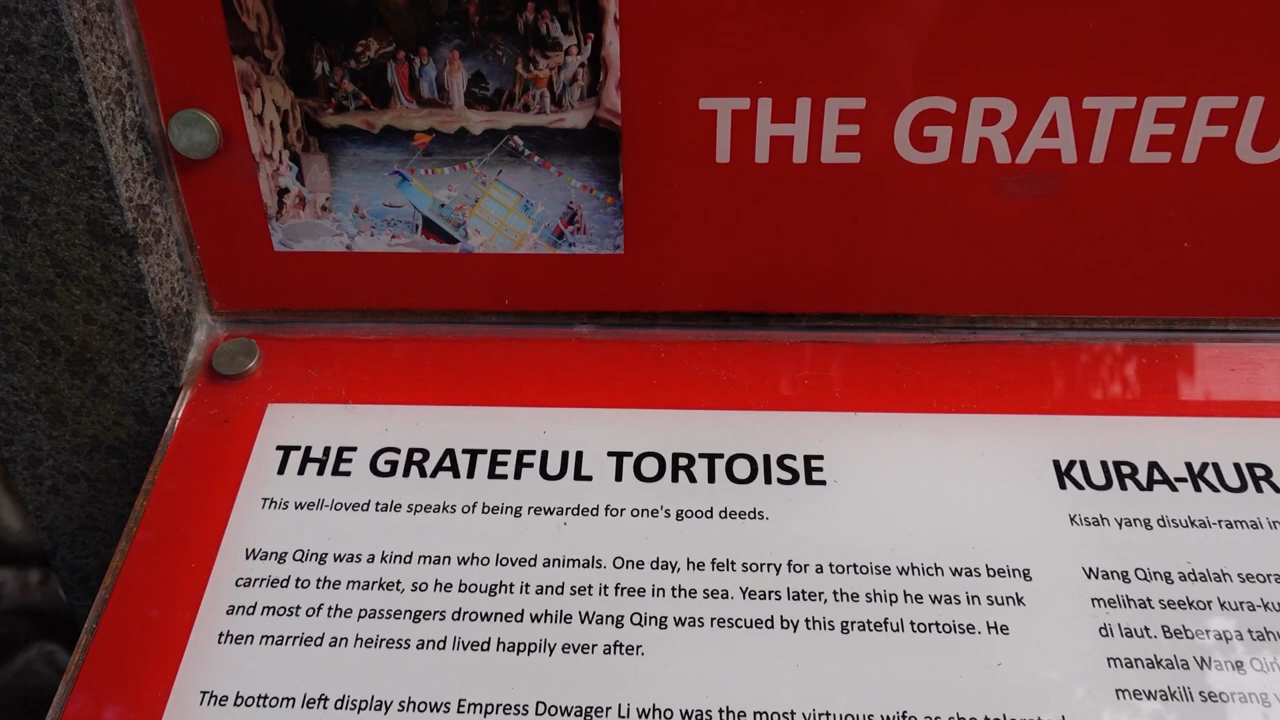 THE GRATEFU
THE GRATEFUL TORTOISE
This well-loved tale speaks of being rewarded for one's good deeds.
Wang Qing was a kind man who loved animals. One day, he felt sorry for a tortoise which was being
carried to the market, so he bought it and set it free in the sea. Years later, the ship he was in sunk
and most of the passengers drowned while Wang Qing was rescued by this grateful tortoise. He
then married an heiress and lived happily ever after.
The bottom left display shows Empress Dowager Li who was the most virtuous wife as she tolerated
KURA-KUR
Kisah yang disukai-ramai in
Wang Qing adalah seora
melihat seekor kura-ku
di laut. Beberapa tahu
manakala Wang Qin
mewakili seorang